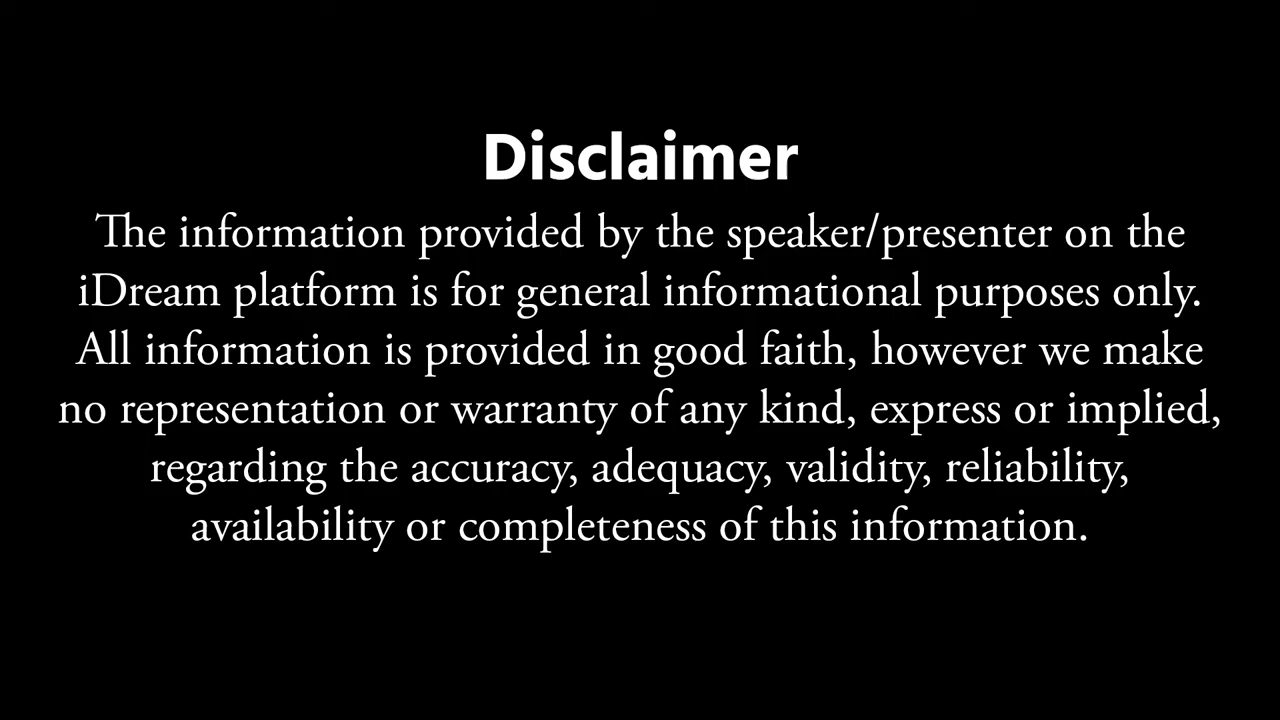 Disclaimer
The information provided by the speaker/presenter on the
iDream platform is for general informational purposes only.
All information is provided in good faith, however we make
no representation or warranty of any kind, express or implied,
regarding the accuracy, adequacy, validity, reliability,
availability or completeness of this information.